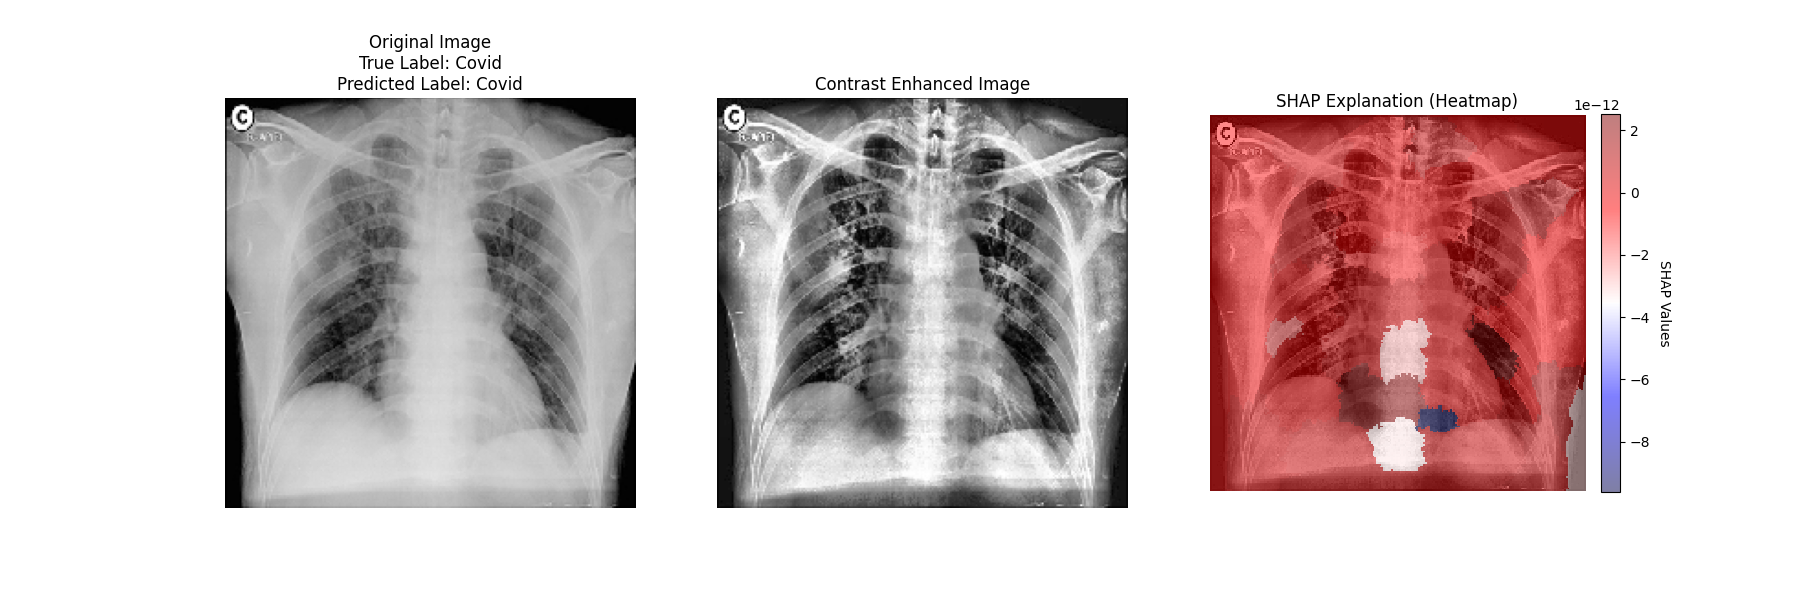 Original Image
True Label: Covid
Predicted Label: Covid
Contrast Enhanced Image
SHAP Explanation (Heatmap)
1e−12
2
0
−2
−4
−6
−8
SHAP Values
C
C
C